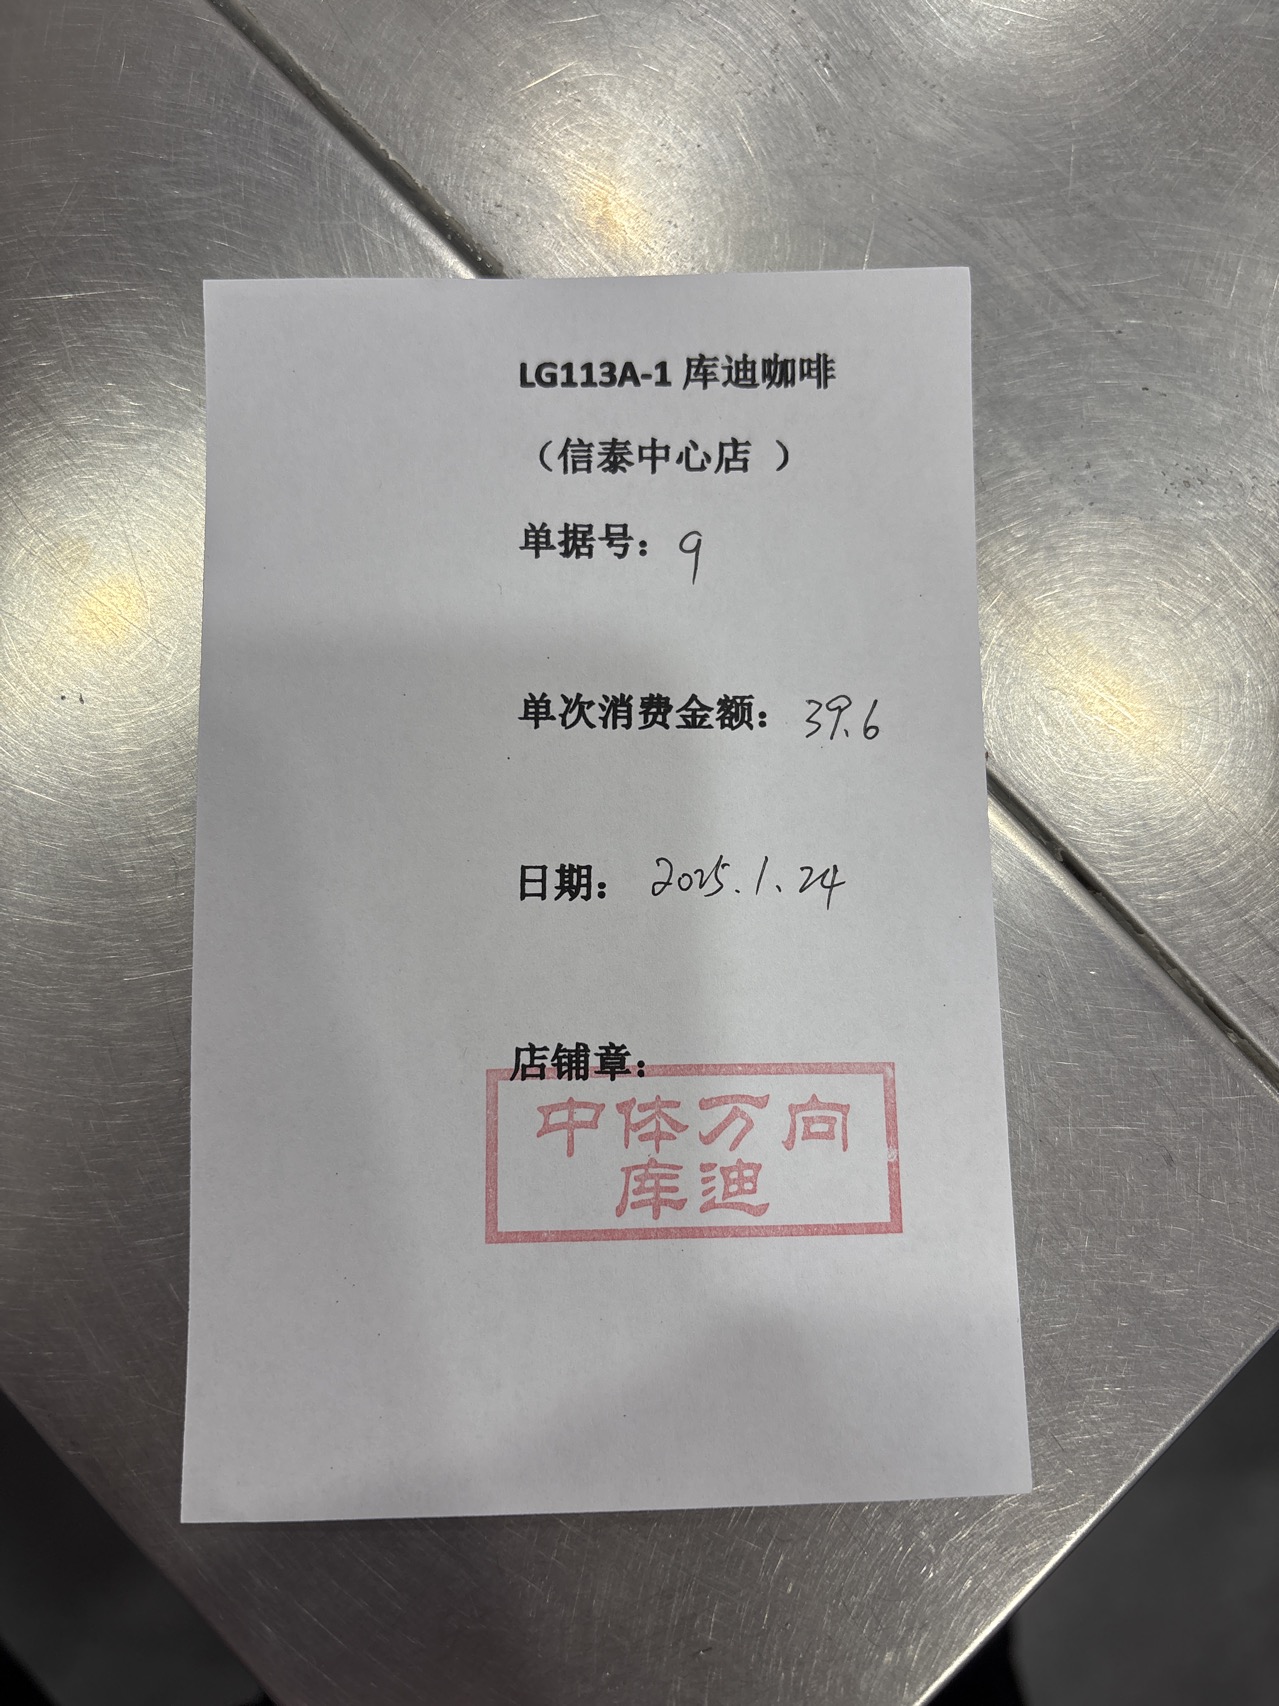 LG113A-1 库迪咖啡
（信泰中心店 ）
单据号：9
单次消费金额：39.6
日期：2025.1.24
店铺章：
中体万向
库迪